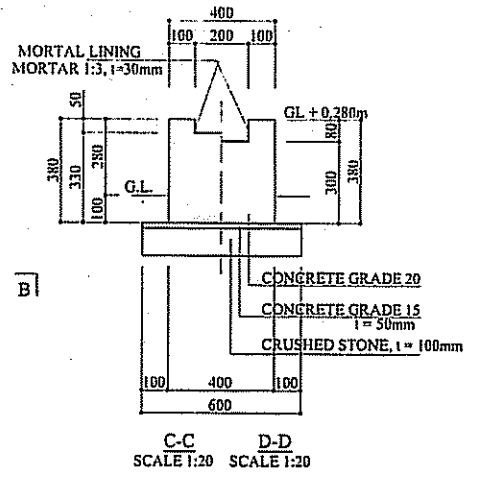 400
100 200 100
MORTAL LINING
MORTAR 1:3, t=30mm
GL + 0,280m
50
380
330
280
100
G.L.
80
300
380
B
CONCRETE GRADE 20
CONCRETE GRADE 15
t = 50mm
CRUSHED STONE, t = 100mm
100 400 100
600
C-C D-D
SCALE 1:20 SCALE 1:20